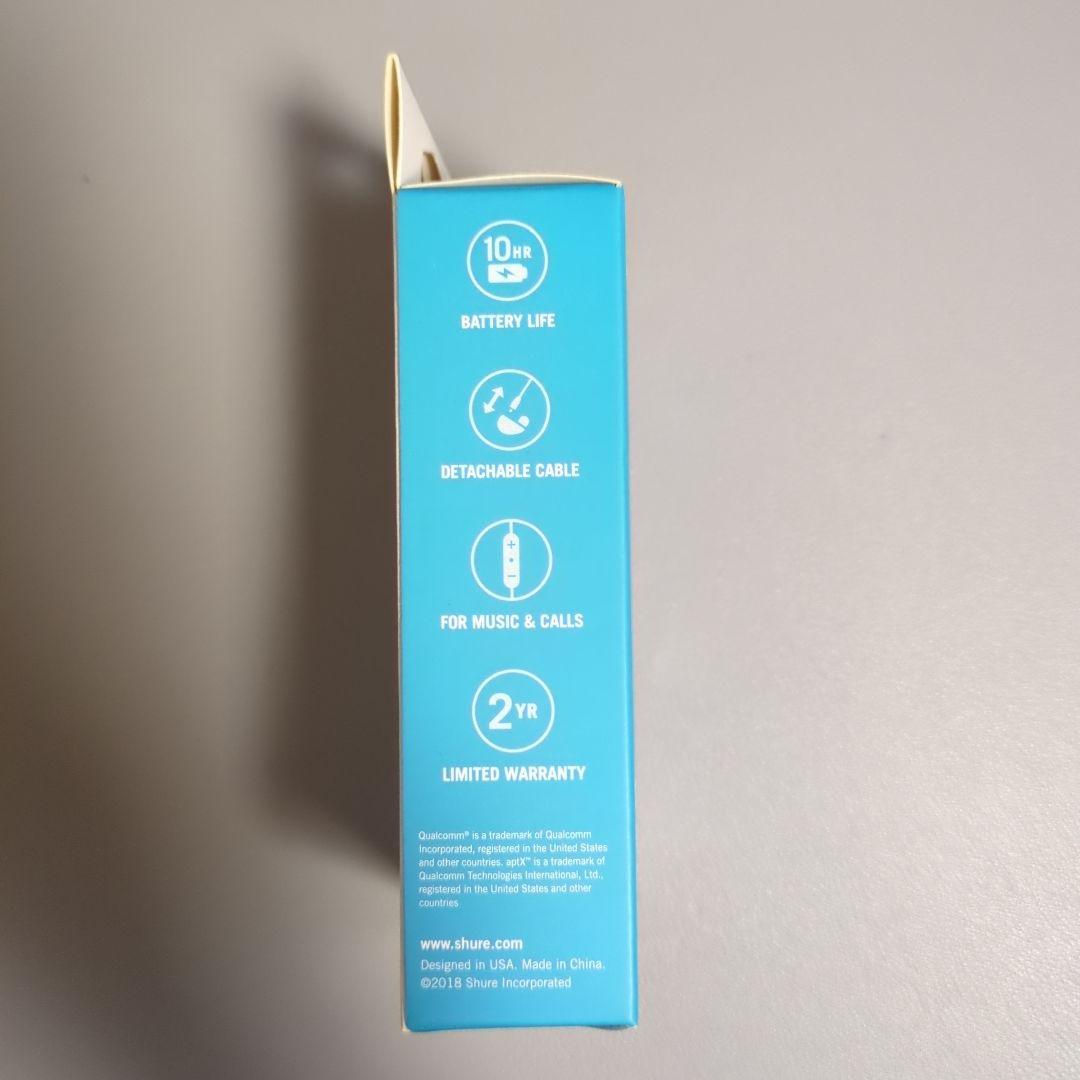 10HR
BATTERY LIFE
DETACHABLE CABLE
FOR MUSIC & CALLS
2YR
LIMITED WARRANTY
Qualcomm® is a trademark of Qualcomm
Incorporated, registered in the United States
and other countries. aptX™ is a trademark of
Qualcomm Technologies International, Ltd.,
registered in the United States and other
countries
www.shure.com
Designed in USA. Made in China.
©2018 Shure Incorporated